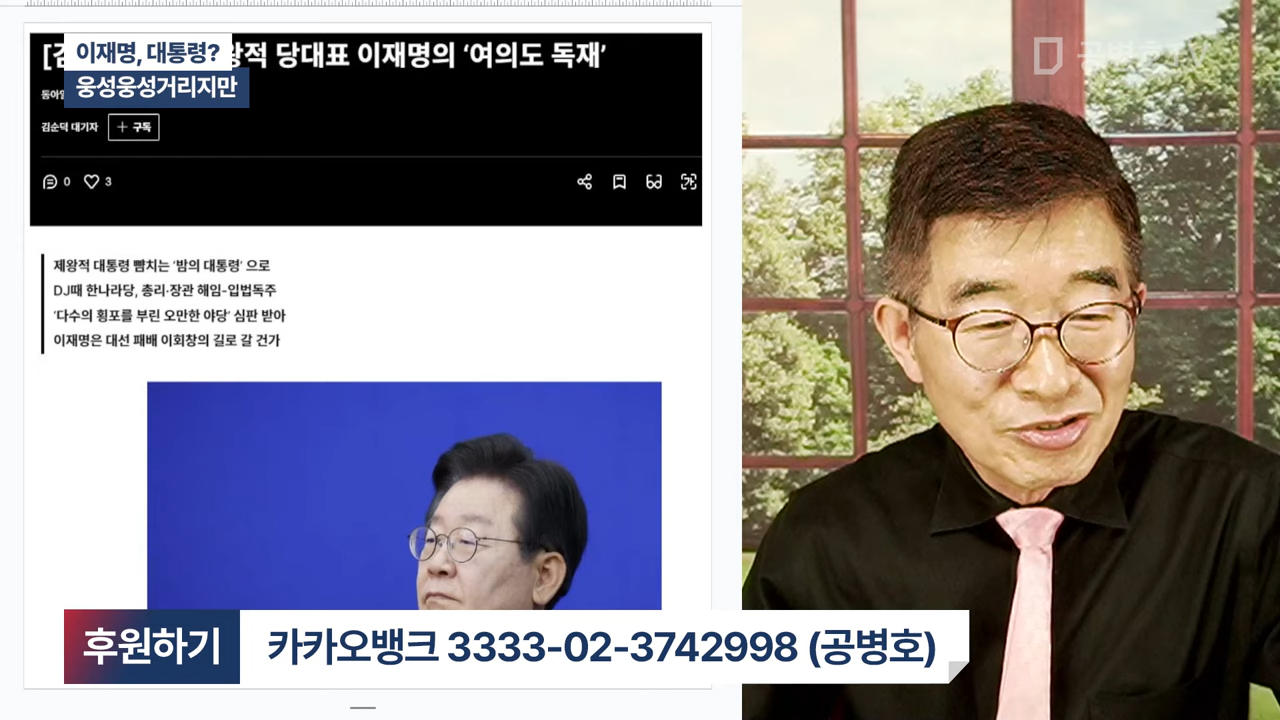 이재명, 대통령?
웅성웅성거리지만
당대표 이재명의 ‘여의도 독재’
김순덕 대기자 + 구독
0 3
제왕적 대통령 뺨치는 ‘밤의 대통령’ 으로
DJ때 한나라당, 총리·장관 해임-입법독주
‘다수의 횡포를 부린 오만한 야당’ 심판 받아
이재명은 대선 패배 이회창의 길로 갈 건가
공병호TV
후원하기
카카오뱅크 3333-02-3742998 (공병호)